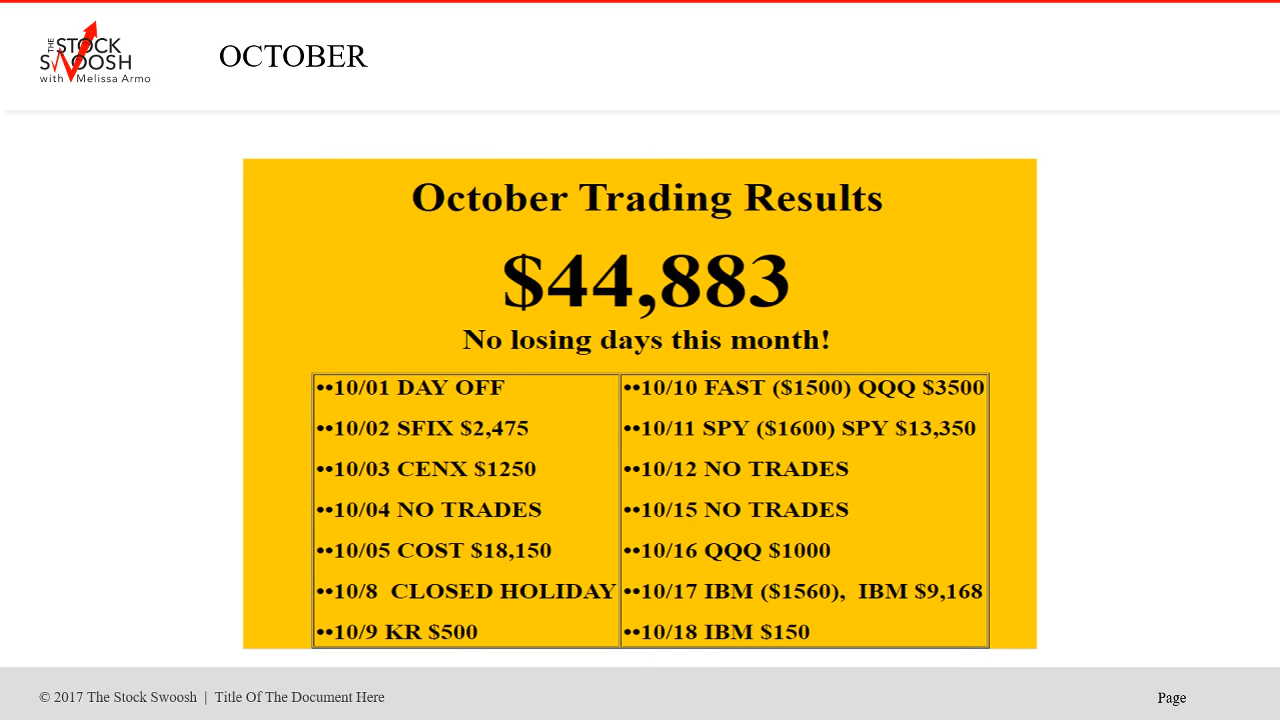 THE STOCK SWOOSH
with Melissa Armo
OCTOBER
October Trading Results
$44,883
No losing days this month!
••10/01 DAY OFF
••10/02 SFIX $2,475
••10/03 CENX $1250
••10/04 NO TRADES
••10/05 COST $18,150
••10/8  CLOSED HOLIDAY
••10/9 KR $500
••10/10 FAST ($1500) QQQ $3500
••10/11 SPY ($1600) SPY $13,350
••10/12 NO TRADES
••10/15 NO TRADES
••10/16 QQQ $1000
••10/17 IBM ($1560),  IBM $9,168
••10/18 IBM $150
© 2017 The Stock Swoosh | Title Of The Document Here
Page